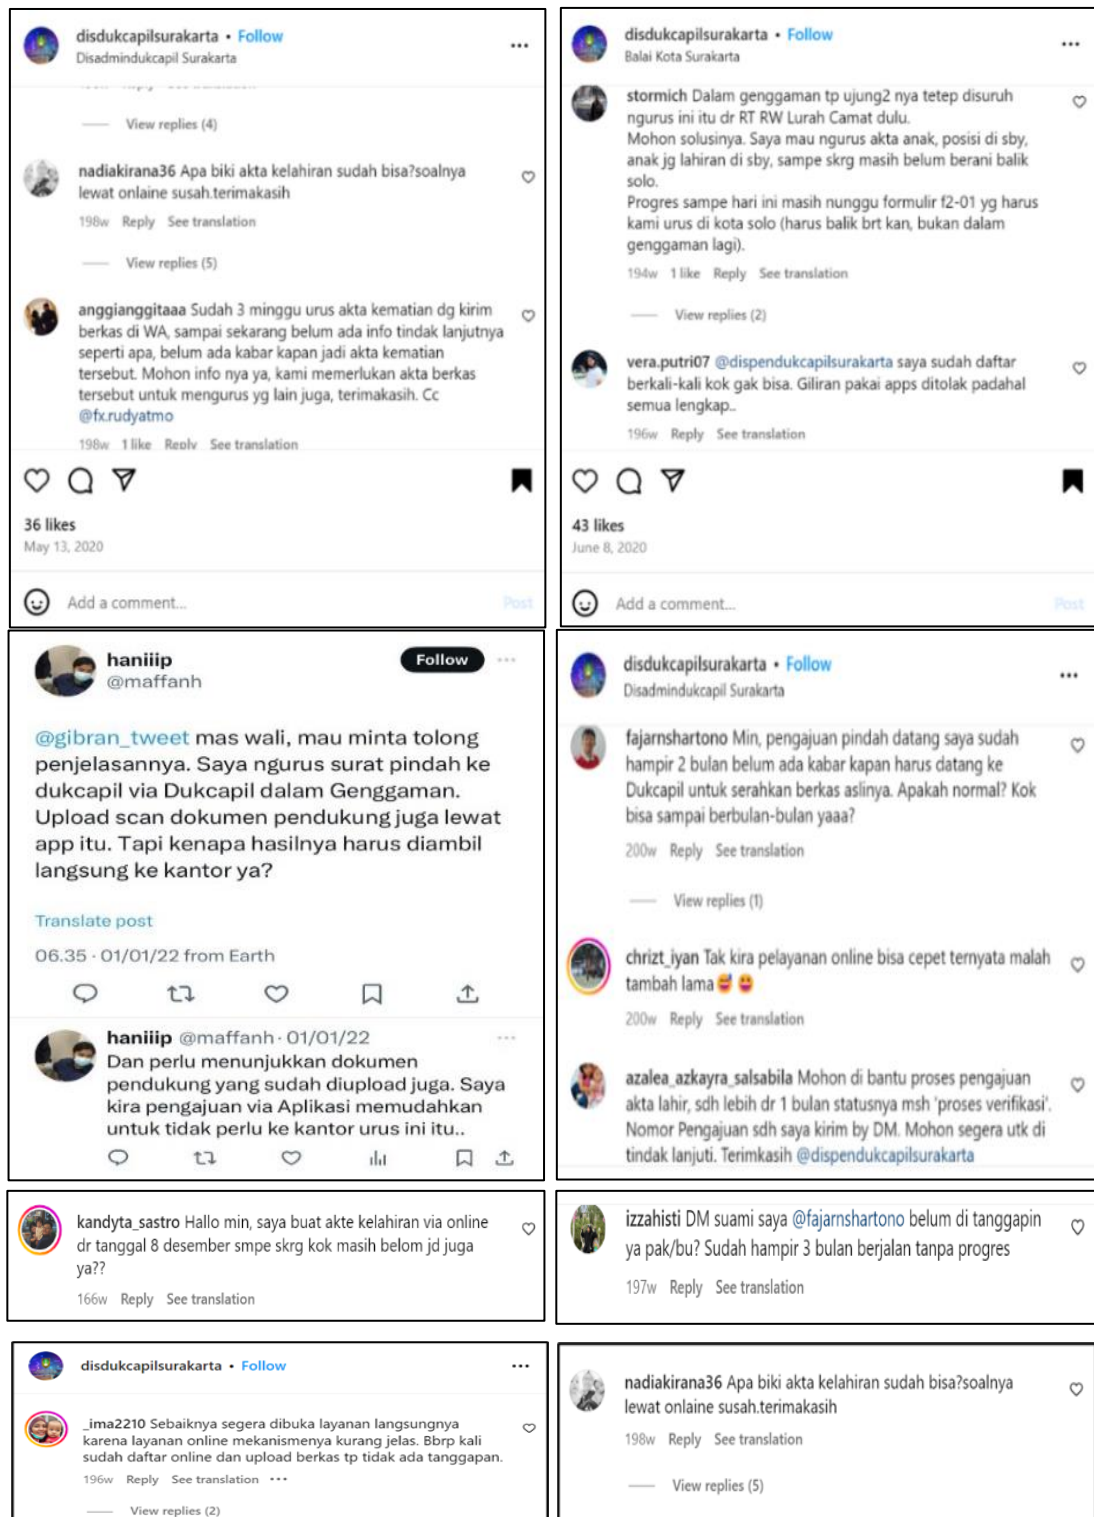 disdukcapilsurakarta • Follow
Disadmindukcapil Surakarta
View replies (4)
nadiakirana36 Apa biki akta kelahiran sudah bisa?soalnya
lewat onlaine susah.terimakasih
198w Reply See translation
View replies (5)
anggianggitaaa Sudah 3 minggu urus akta kematian dg kirim
berkas di WA, sampai sekarang belum ada info tindak lanjutnya
seperti apa, belum ada kabar kapan jadi akta kematian
tersebut. Mohon info nya ya, kami memerlukan akta berkas
tersebut untuk mengurus yg lain juga, terimakasih. Cc
@fx.rudyatmo
198w 1 like Reply See translation
36 likes
May 13, 2020
Add a comment...
Post
disdukcapilsurakarta • Follow
Balai Kota Surakarta
stormich Dalam genggaman tp ujung2 nya tetep disuruh
ngurus ini itu dr RT RW Lurah Camat dulu.
Mohon solusinya. Saya mau ngurus akta anak, posisi di sby,
anak jg lahiran di sby, sampe skrg masih belum berani balik
solo.
Progres sampe hari ini masih nunggu formulir f2-01 yg harus
kami urus di kota solo (harus balik brt kan, bukan dalam
genggaman lagi).
194w 1 like Reply See translation
View replies (2)
vera.putri07 @dispendukcapilsurakarta saya sudah daftar
berkali-kali kok gak bisa. Giliran pakai apps ditolak padahal
semua lengkap..
196w Reply See translation
43 likes
June 8, 2020
Add a comment...
Post
haniiip
@maffanh
Follow
@gibran_tweet mas wali, mau minta tolong
penjelasannya. Saya ngurus surat pindah ke
dukcapil via Dukcapil dalam Genggaman.
Upload scan dokumen pendukung juga lewat
app itu. Tapi kenapa hasilnya harus diambil
langsung ke kantor ya?
Translate post
06.35 · 01/01/22 from Earth
haniiip @maffanh · 01/01/22
Dan perlu menunjukkan dokumen
pendukung yang sudah diupload juga. Saya
kira pengajuan via Aplikasi memudahkan
untuk tidak perlu ke kantor urus ini itu..
disdukcapilsurakarta • Follow
Disadmindukcapil Surakarta
fajarnshartono Min, pengajuan pindah datang saya sudah
hampir 2 bulan belum ada kabar kapan harus datang ke
Dukcapil untuk serahkan berkas aslinya. Apakah normal? Kok
bisa sampai berbulan-bulan yaaa?
200w Reply See translation
View replies (1)
chrizt_iyan Tak kira pelayanan online bisa cepet ternyata malah
tambah lama 😅 😀
200w Reply See translation
azalea_azkayra_salsabila Mohon di bantu proses pengajuan
akta lahir, sdh lebih dr 1 bulan statusnya msh 'proses verifikasi'.
Nomor Pengajuan sdh saya kirim by DM. Mohon segera utk di
tindak lanjuti. Terimkasih @dispendukcapilsurakarta
kandyta_sastro Hallo min, saya buat akte kelahiran via online
dr tanggal 8 desember smpe skrg kok masih belom jd juga
ya??
166w Reply See translation
izzahisti DM suami saya @fajarnshartono belum di tanggapin
ya pak/bu? Sudah hampir 3 bulan berjalan tanpa progres
197w Reply See translation
disdukcapilsurakarta • Follow
_ima2210 Sebaiknya segera dibuka layanan langsungnya
karena layanan online mekanismenya kurang jelas. Bbrp kali
sudah daftar online dan upload berkas tp tidak ada tanggapan.
196w Reply See translation
View replies (2)
nadiakirana36 Apa biki akta kelahiran sudah bisa?soalnya
lewat onlaine susah.terimakasih
198w Reply See translation
View replies (5)